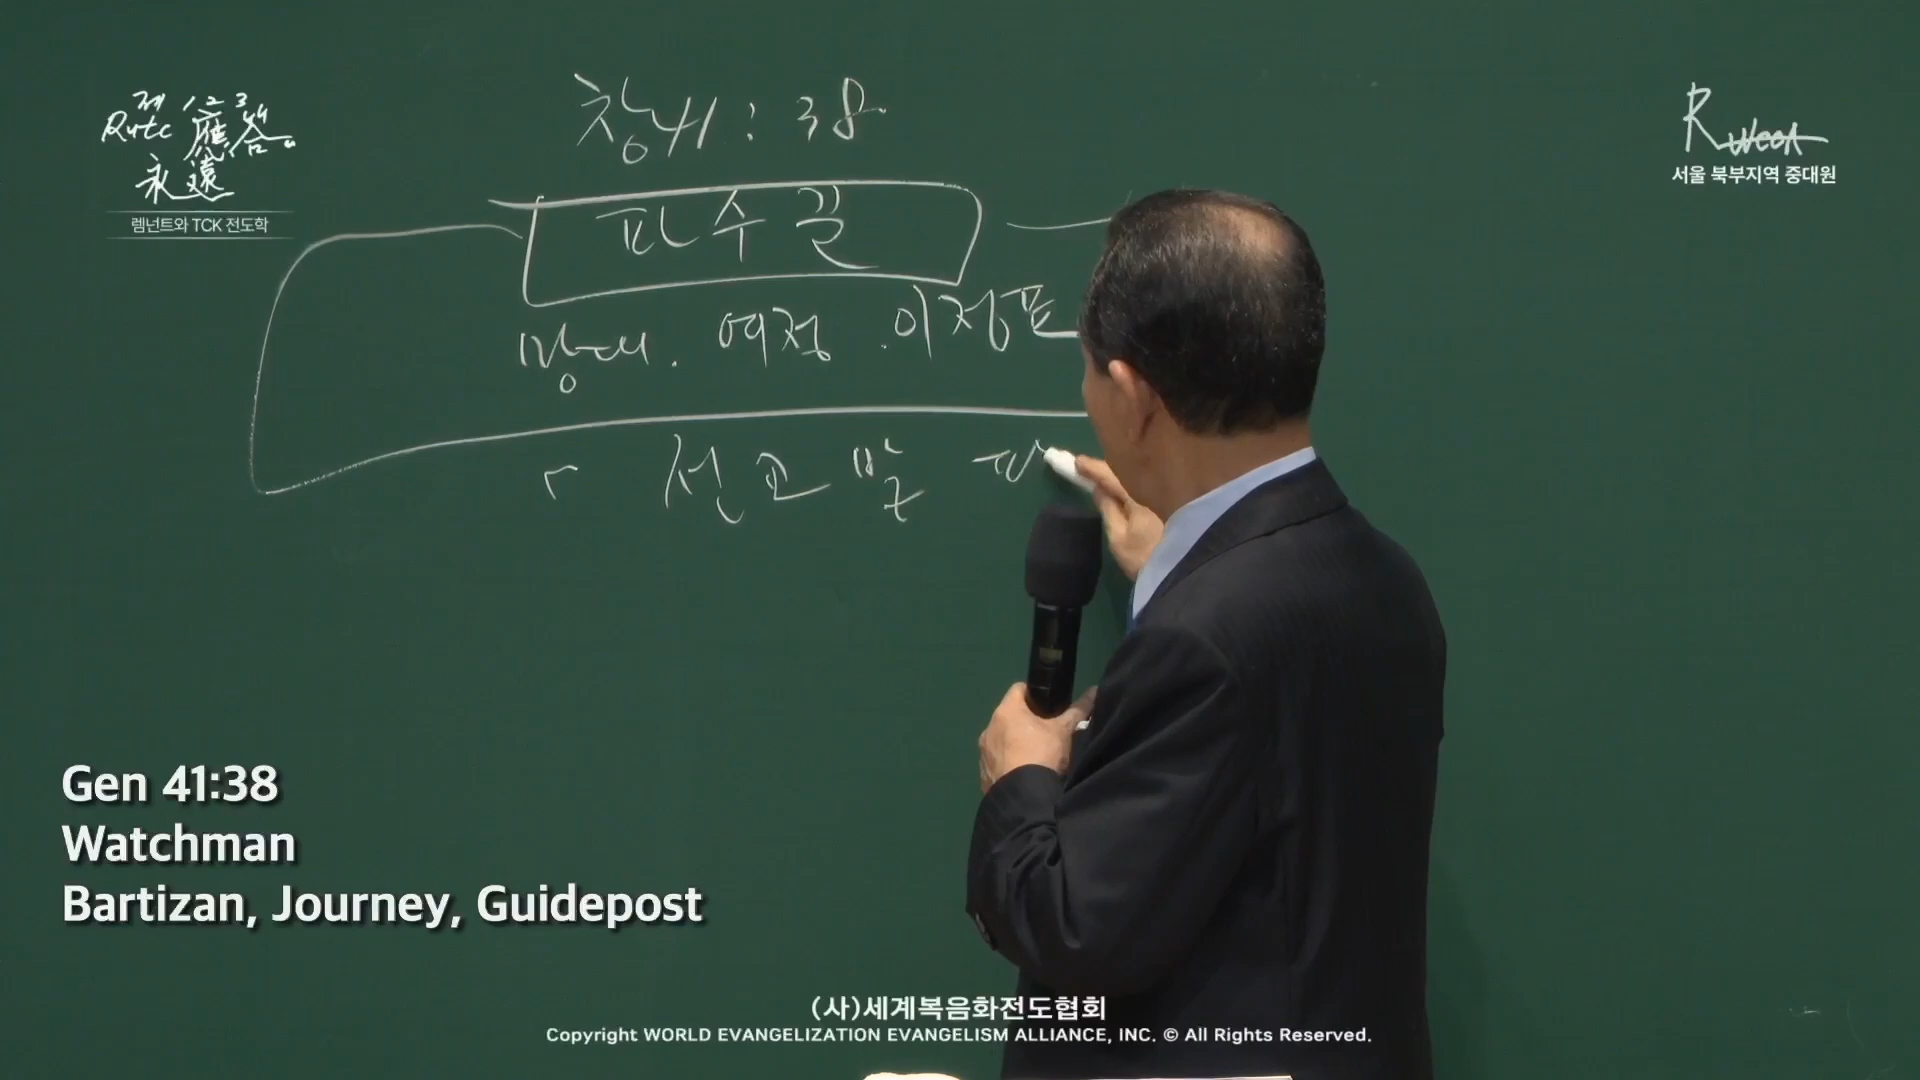 저 1 2 3
Rutc 應答
永遠
렘넌트와 TCK 전도학
R Week
서울 북부지역 중대원
창41:38
파수꾼
망대. 여정. 이정표
「 선교 발 파
Gen 41:38
Watchman
Bartizan, Journey, Guidepost
(사)세계복음화전도협회
Copyright WORLD EVANGELIZATION EVANGELISM ALLIANCE, INC. © All Rights Reserved.